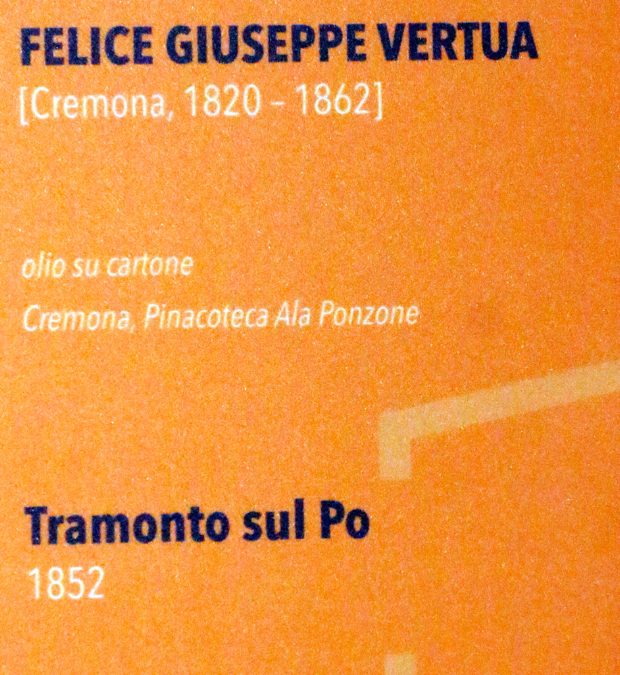 FELICE GIUSEPPE VERTUA
[Cremona, 1820 – 1862]
olio su cartone
Cremona, Pinacoteca Ala Ponzone
Tramonto sul Po
1852